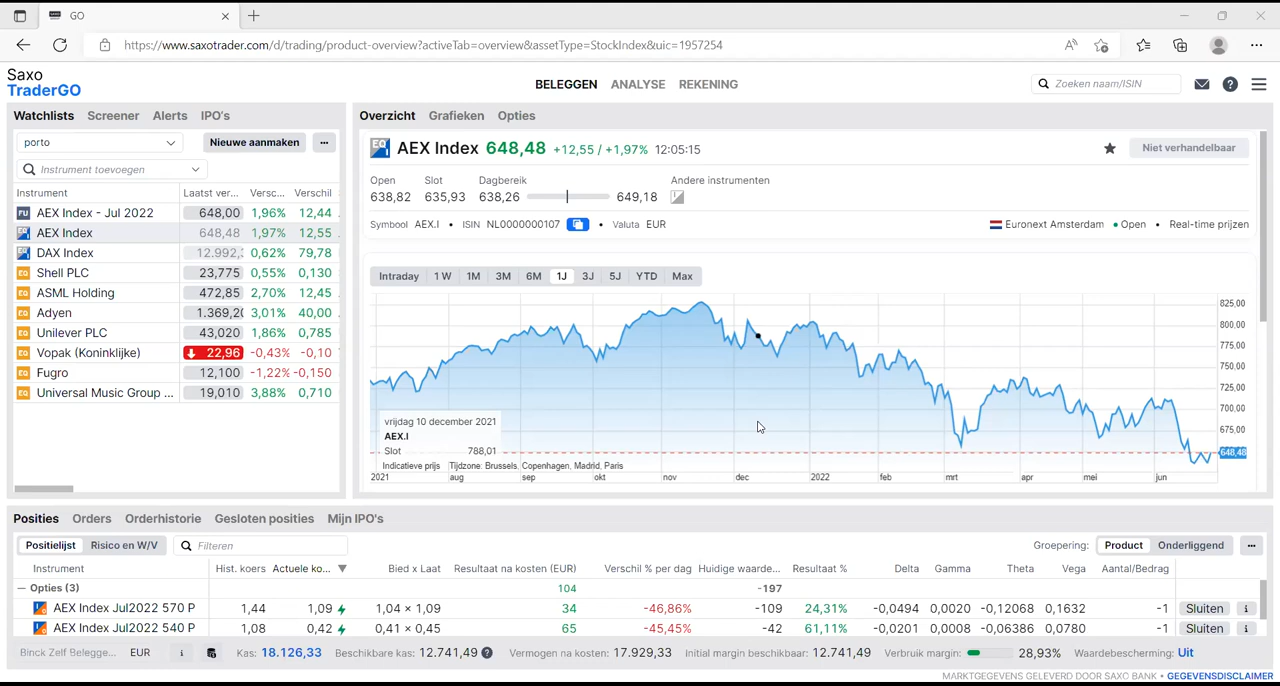 GO
https://www.saxotrader.com/d/trading/product-overview?activeTab=overview&assetType=StockIndex&uic=1957254
Saxo
TraderGO
BELEGGEN ANALYSE REKENING
Zoeken naam/ISIN
Watchlists Screener Alerts IPO's
porto
Nieuwe aanmaken
Instrument toevoegen
Instrument Laatst ver... Versc... Verschil
AEX Index - Jul 2022 648,00 1,96% 12,44
AEX Index 648,48 1,97% 12,55
DAX Index 12.992, 0,62% 79,78
Shell PLC 23,775 0,55% 0,130
ASML Holding 472,85 2,70% 12,45
Adyen 1.369,20 3,01% 40,00
Unilever PLC 43,020 1,86% 0,785
Vopak (Koninklijke) 22,96 -0,43% -0,10
Fugro 12,100 -1,22% -0,150
Universal Music Group ... 19,010 3,88% 0,710
Overzicht Grafieken Opties
AEX Index 648,48 +12,55 / +1,97% 12:05:15
Niet verhandelbaar
Open Slot Dagbereik Andere instrumenten
638,82 635,93 638,26 649,18
Symbool AEX.I • ISIN NL0000000107 • Valuta EUR
Euronext Amsterdam • Open • Real-time prijzen
Intraday 1 W 1M 3M 6M 1J 3J 5J YTD Max
825,00
800,00
775,00
750,00
725,00
700,00
675,00
648,48
vrijdag 10 december 2021
AEX.I
Slot 788,01
Indicatieve prijs Tijdzone: Brussels, Copenhagen, Madrid, Paris
2021 aug sep okt nov dec 2022 feb mrt apr mei jun
Posities Orders Orderhistorie Gesloten posities Mijn IPO's
Positielijst Risico en W/V Filteren
Groepering: Product Onderliggend
Instrument Hist. koers Actuele ko... Bied x Laat Resultaat na kosten (EUR) Verschil % per dag Huidige waarde... Resultaat % Delta Gamma Theta Vega Aantal/Bedrag
Opties (3) 104 -197
AEX Index Jul2022 570 P 1,44 1,09 1,04 × 1,09 34 -46,86% -109 24,31% -0,0494 0,0020 -0,12068 0,1632 -1 Sluiten
AEX Index Jul2022 540 P 1,08 0,42 0,41 × 0,45 65 -45,45% -42 61,11% -0,0201 0,0008 -0,06386 0,0780 -1 Sluiten
Binck Zelf Belegge... EUR Kas: 18.126,33 Beschikbare kas: 12.741,49 Vermogen na kosten: 17.929,33 Initial margin beschikbaar: 12.741,49 Verbruik margin: 28,93% Waardebescherming: Uit
MARKTGEGEVENS GELEVERD DOOR SAXO BANK • GEGEVENSDISCLAIMER